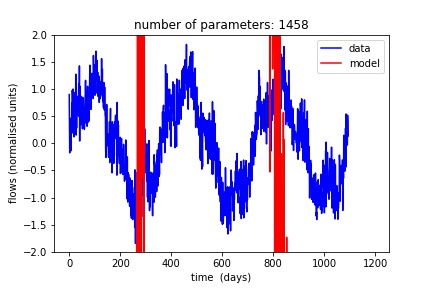 number of parameters: 1458
data
model
2.0
1.5
1.0
0.5
0.0
−0.5
−1.0
−1.5
−2.0
flows (normalised units)
0 200 400 600 800 1000 1200
time (days)